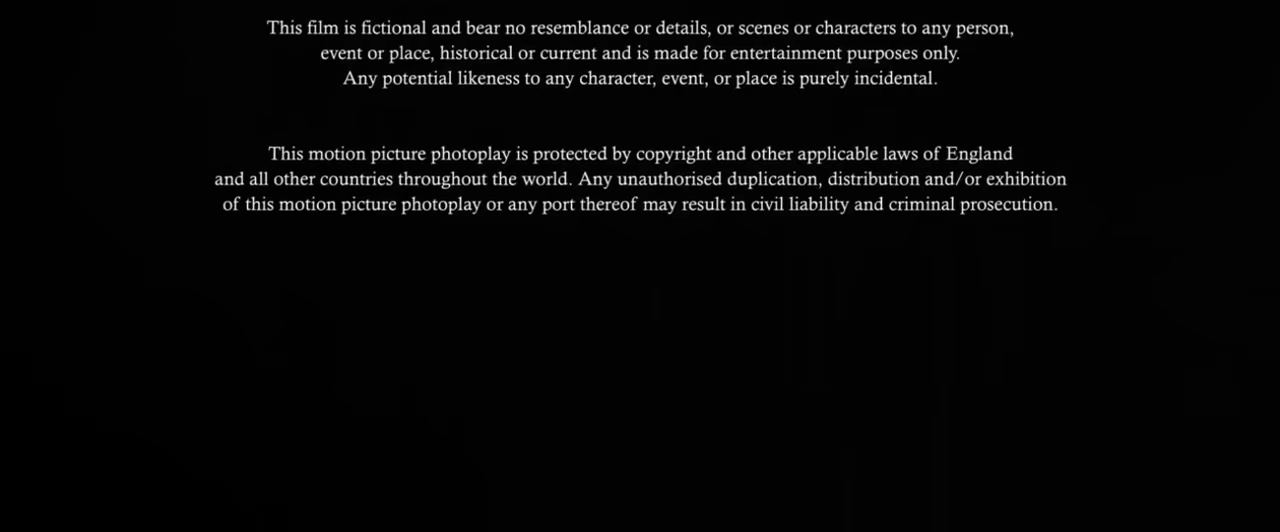 This film is fictional and bear no resemblance or details, or scenes or characters to any person,
event or place, historical or current and is made for entertainment purposes only.
Any potential likeness to any character, event, or place is purely incidental.
This motion picture photoplay is protected by copyright and other applicable laws of England
and all other countries throughout the world. Any unauthorised duplication, distribution and/or exhibition
of this motion picture photoplay or any port thereof may result in civil liability and criminal prosecution.